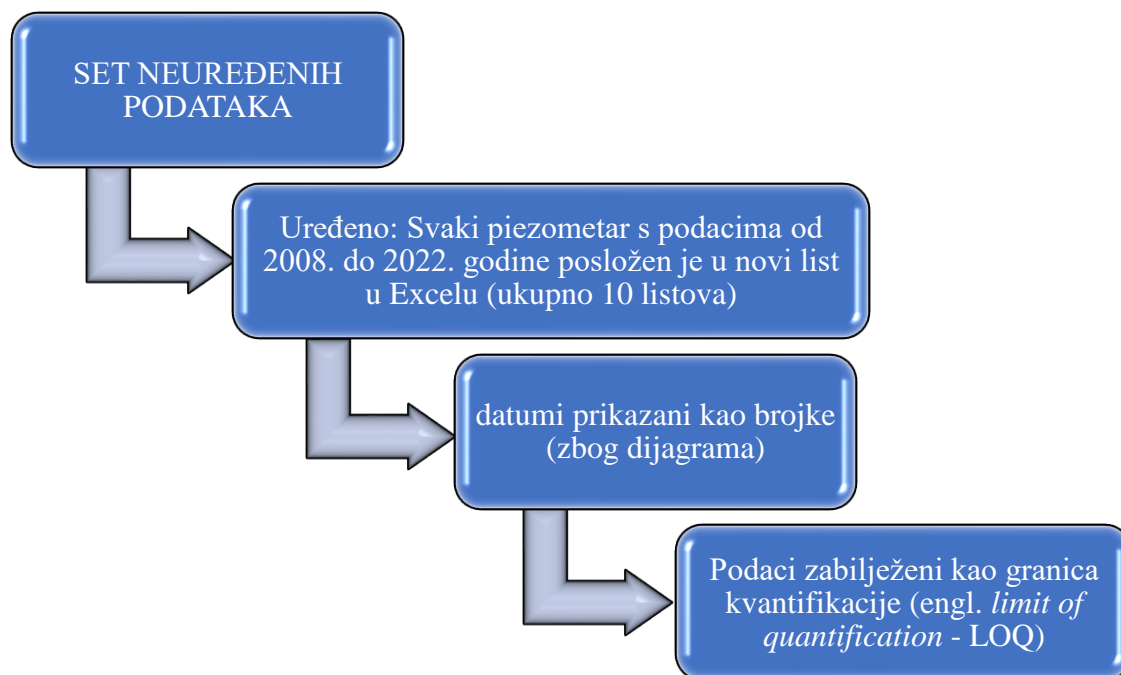 SET NEUREĐENIH
PODATAKA
Uređeno: Svaki piezometar s podacima od
2008. do 2022. godine posložen je u novi list
u Excelu (ukupno 10 listova)
datumi prikazani kao brojke
(zbog dijagrama)
Podaci zabilježeni kao granica
kvantifikacije (engl. limit of
quantification - LOQ)